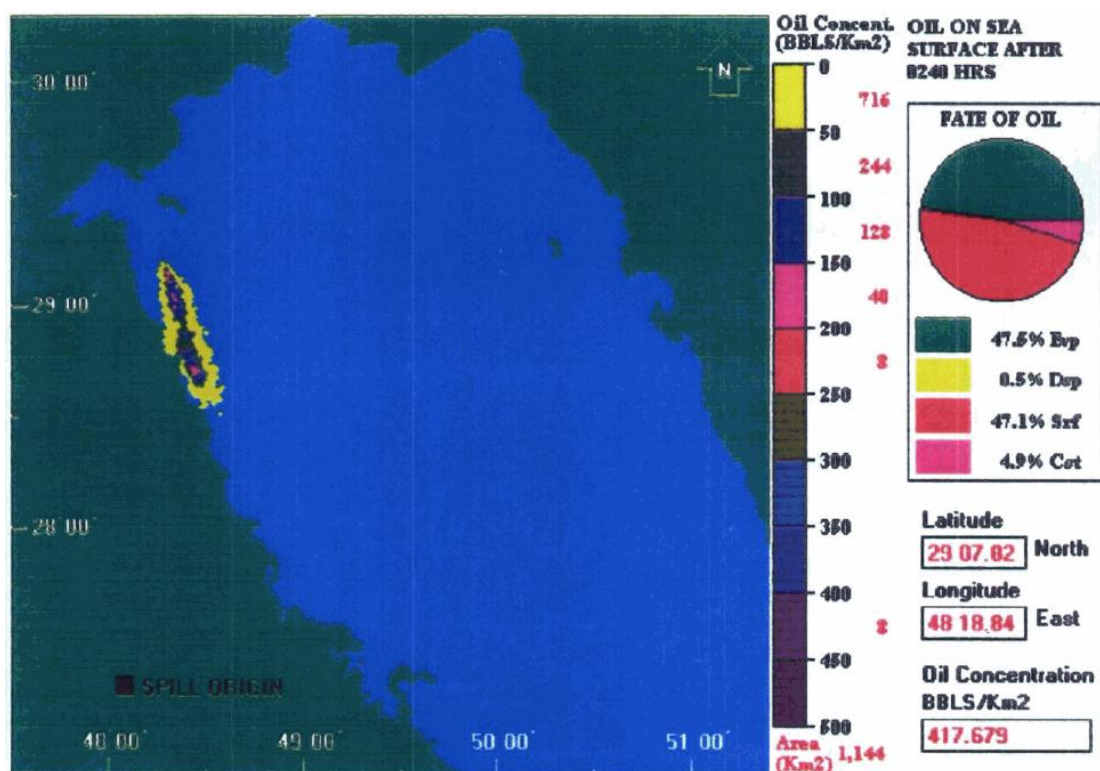 30 00'
29 00'
28 00'
N
SPILL ORIGIN
48 00'
49 00'
50 00'
51 00'
Oil Concent.
(BBLS/Km2)
0
716
50
244
100
128
150
40
200
8
250
300
350
400
8
450
500
Area
(Km2) 1,144
OIL ON SEA
SURFACE AFTER
0240 HRS
FATE OF OIL
47.5% Evp
0.5% Dsp
47.1% Srf
4.9% Cst
Latitude
29 07.02 North
Longitude
48 18.84 East
Oil Concentration
BBLS/Km2
417.679